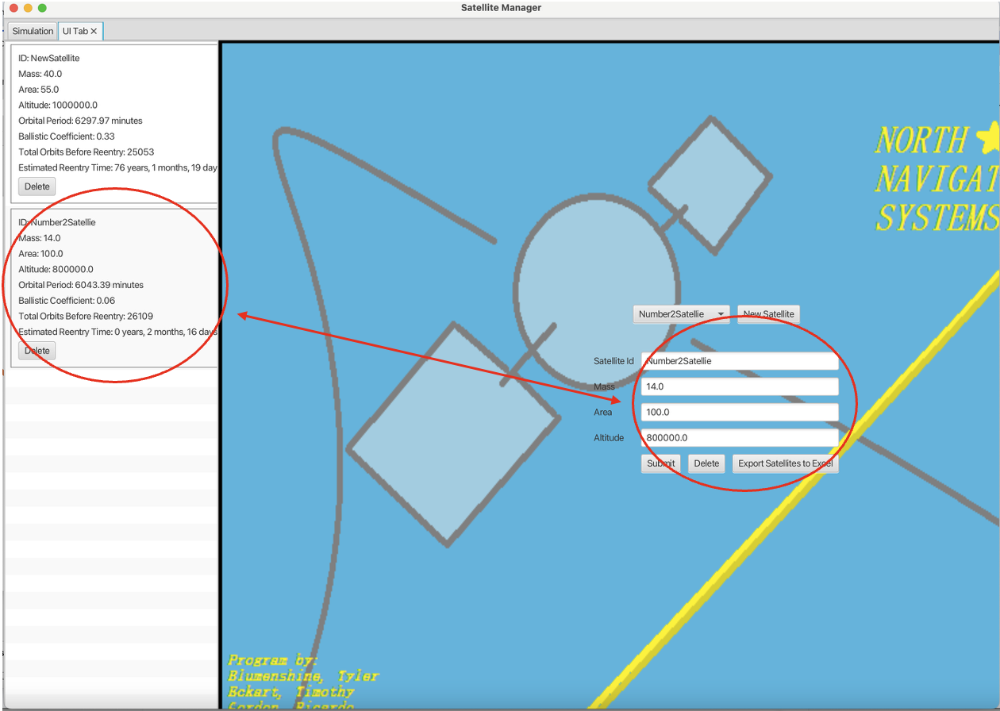 Satellite Manager
Simulation
UI Tab ✕
ID: NewSatellite
Mass: 40.0
Area: 55.0
Altitude: 1000000.0
Orbital Period: 6297.97 minutes
Ballistic Coefficient: 0.33
Total Orbits Before Reentry: 25053
Estimated Reentry Time: 76 years, 1 months, 19 day
Delete
ID: Number2Satellie
Mass: 14.0
Area: 100.0
Altitude: 800000.0
Orbital Period: 6043.39 minutes
Ballistic Coefficient: 0.06
Total Orbits Before Reentry: 26109
Estimated Reentry Time: 0 years, 2 months, 16 days
Delete
NORTH
NAVIGAT
SYSTEMS
Number2Satellie
New Satellite
Satellite Id
Number2Satellie
Mass
14.0
Area
100.0
Altitude
800000.0
Submit
Delete
Export Satellites to Excel
Program by:
Blumenshine, Tyler
Eckart, Timothy
Gordon, Ricardo